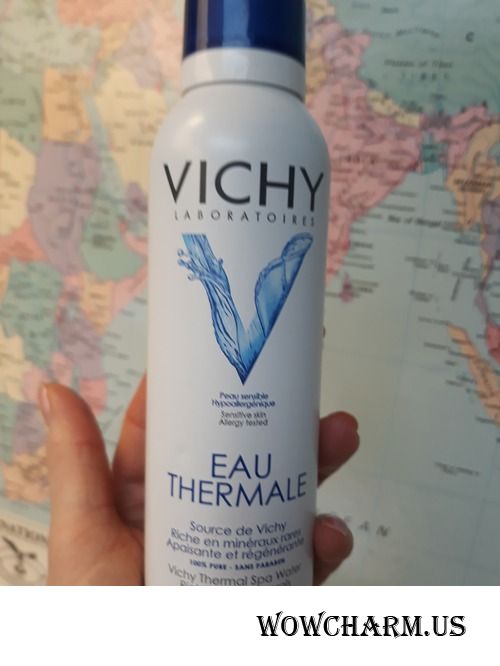 VICHY
LABORATOIRES
Peau sensible
Hypoallergénique
Sensitive skin
Allergy tested
EAU
THERMALE
Source de Vichy
Riche en minéraux rares
Apaisante et régénérante
100% PURE - SANS PARABEN
Vichy Thermal Spa Water
WOWCHARM.US